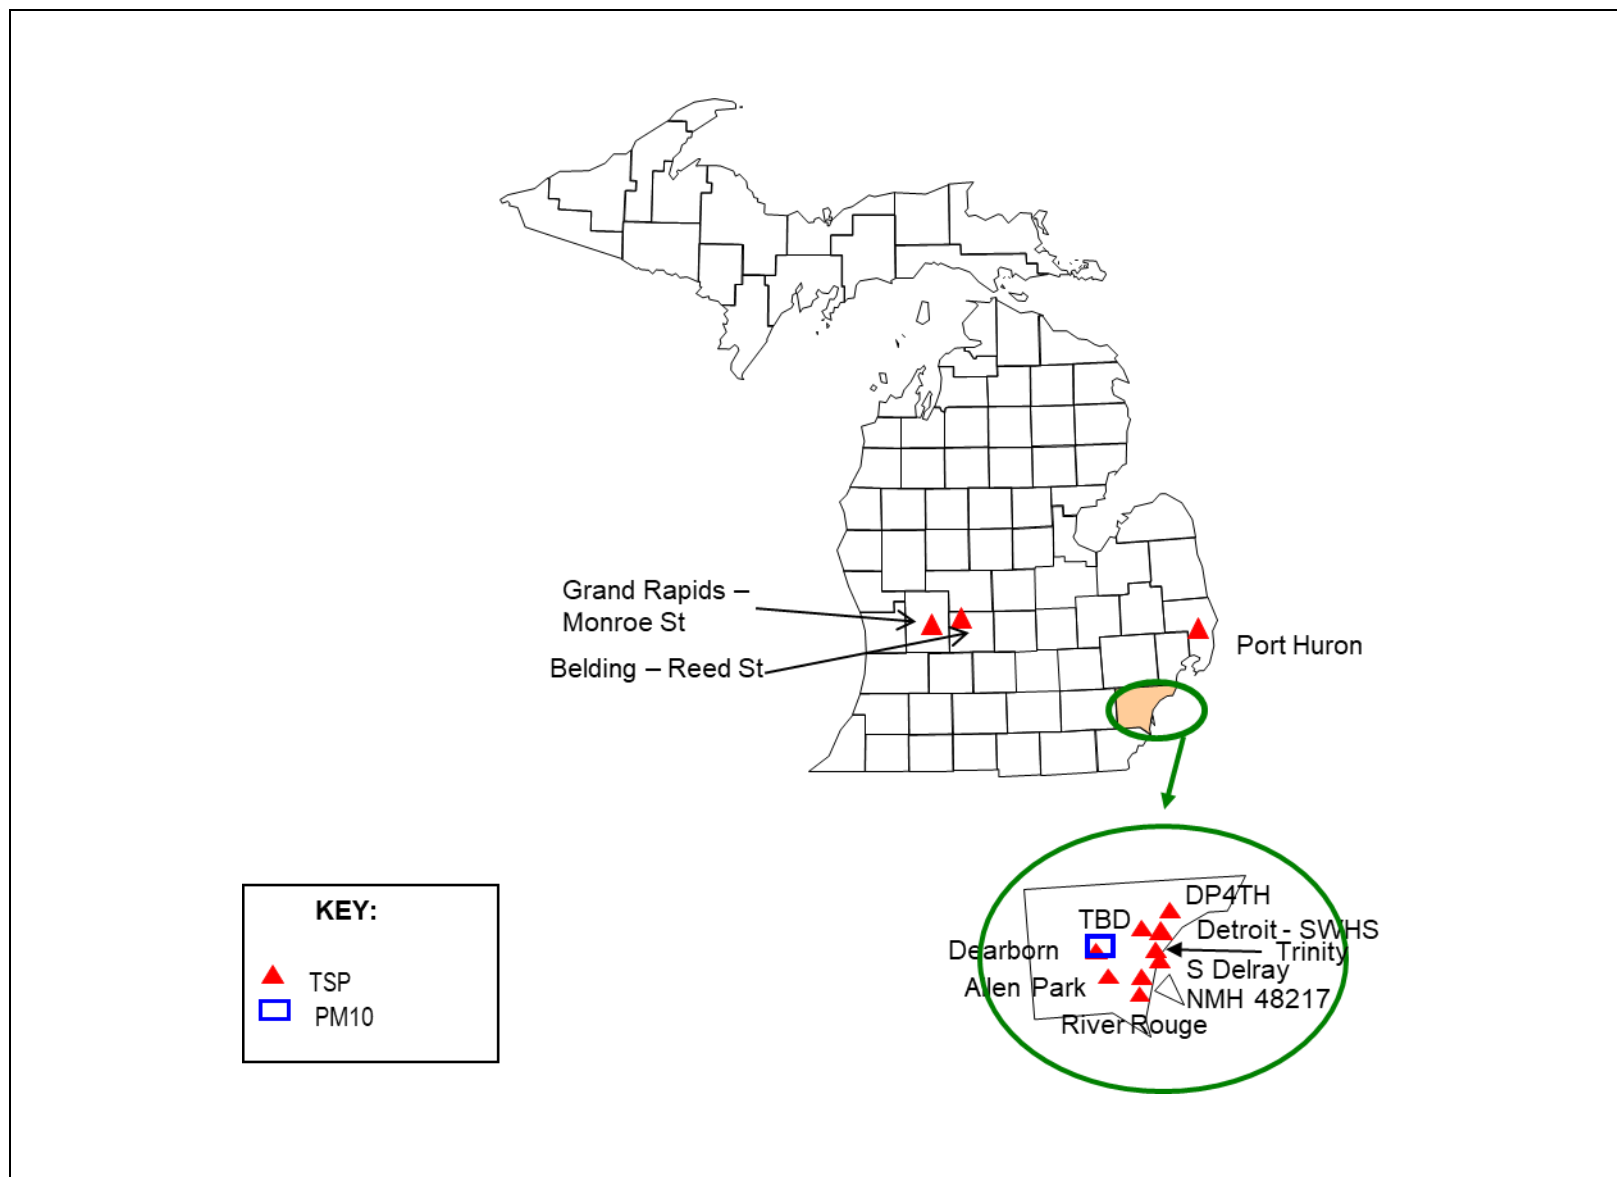 Grand Rapids –
Monroe St
Belding – Reed St
Port Huron
KEY:
TSP
PM10
DP4TH
TBD
Detroit - SWHS
Dearborn
Trinity
S Delray
Allen Park
NMH 48217
River Rouge